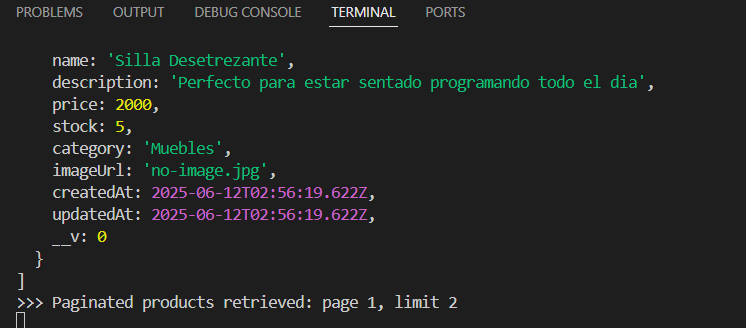 PROBLEMS OUTPUT DEBUG CONSOLE TERMINAL PORTS
name: 'Silla Desetrezante',
description: 'Perfecto para estar sentado programando todo el dia',
price: 2000,
stock: 5,
category: 'Muebles',
imageUrl: 'no-image.jpg',
createdAt: 2025-06-12T02:56:19.622Z,
updatedAt: 2025-06-12T02:56:19.622Z,
__v: 0
}
]
>>> Paginated products retrieved: page 1, limit 2